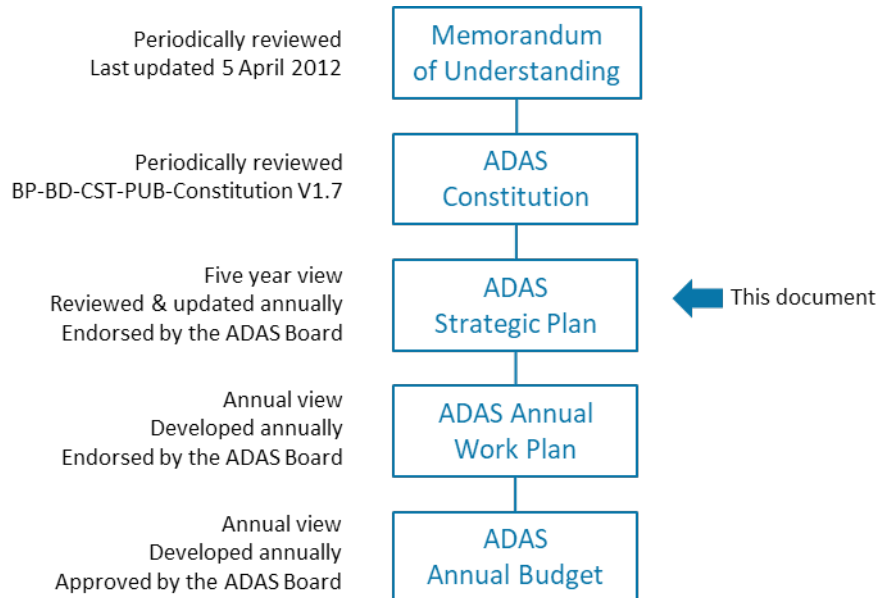 Periodically reviewed
Last updated 5 April 2012
Memorandum
of Understanding
Periodically reviewed
BP-BD-CST-PUB-Constitution V1.7
ADAS
Constitution
Five year view
Reviewed & updated annually
Endorsed by the ADAS Board
ADAS
Strategic Plan
This document
Annual view
Developed annually
Endorsed by the ADAS Board
ADAS Annual
Work Plan
Annual view
Developed annually
Approved by the ADAS Board
ADAS
Annual Budget